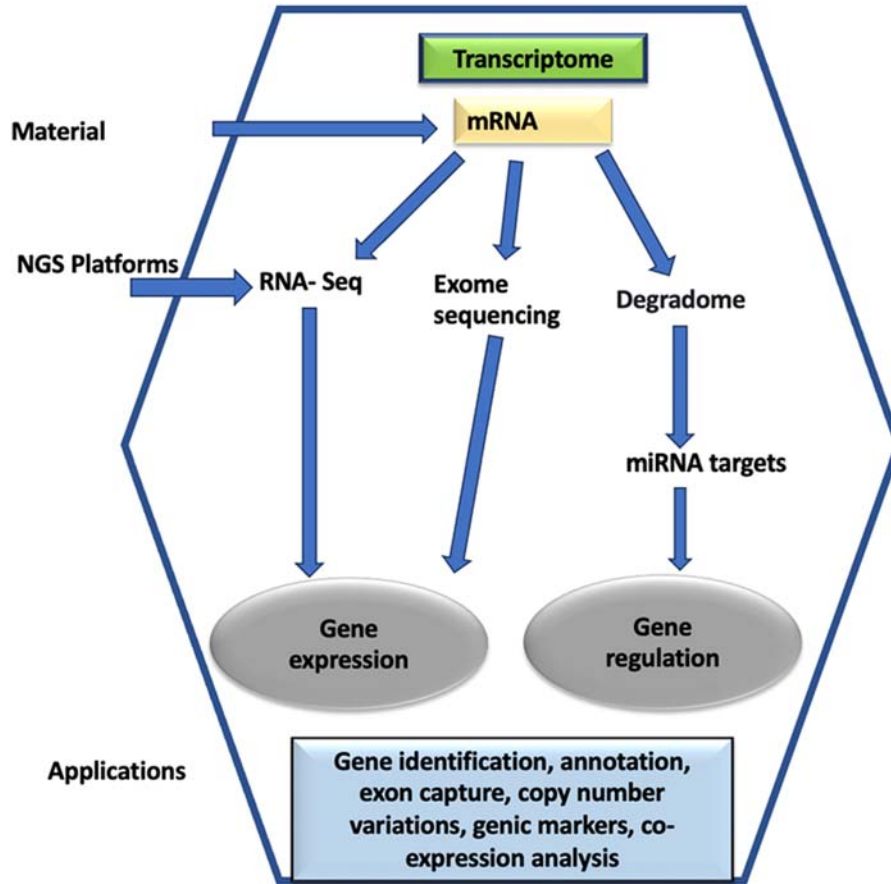 Transcriptome
Material
mRNA
NGS Platforms
RNA- Seq
Exome
sequencing
Degradome
miRNA targets
Gene
expression
Gene
regulation
Applications
Gene identification, annotation,
exon capture, copy number
variations, genic markers, co-
expression analysis